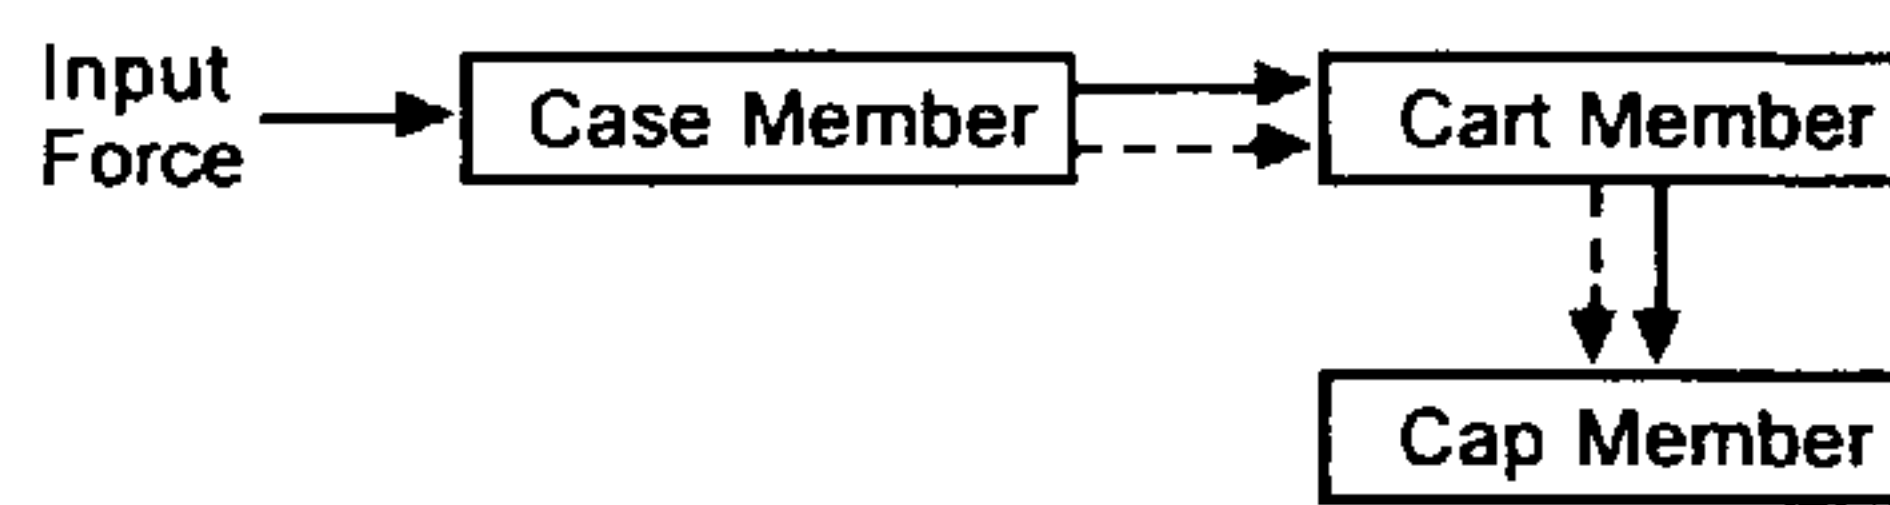 Input
Force
Case Member
Cart Member
Cap Member